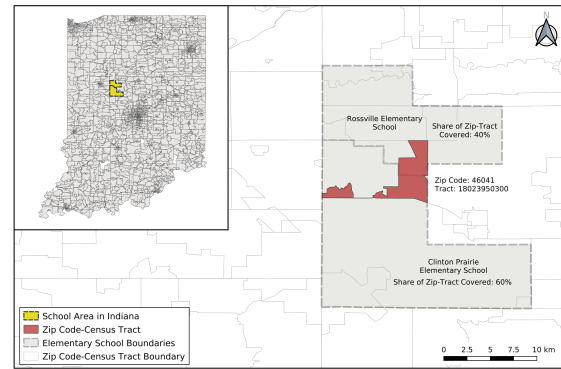 N
Rossville Elementary
School
Share of Zip-Tract
Covered: 40%
Zip Code: 46041
Tract: 18023950300
Clinton Prairie
Elementary School
Share of Zip-Tract Covered: 60%
School Area in Indiana
Zip Code-Census Tract
Elementary School Boundaries
Zip Code-Census Tract Boundary
0 2.5 5 7.5 10 km